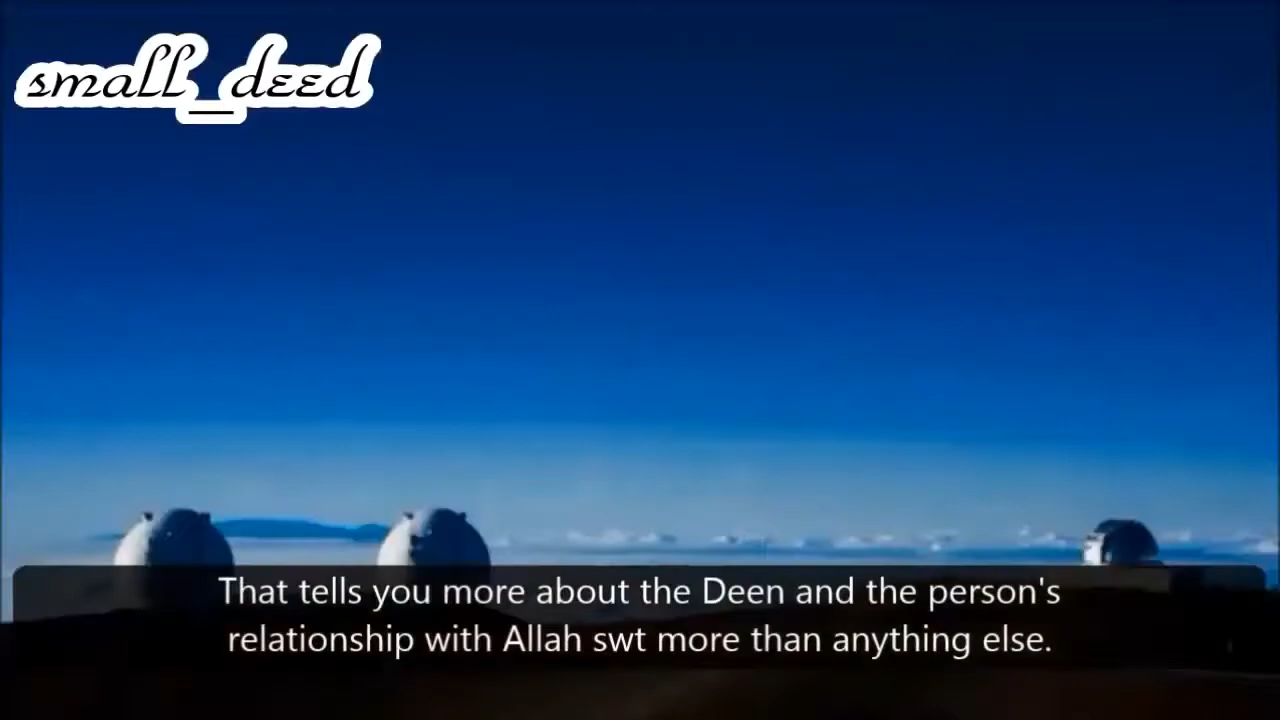 small_deed
That tells you more about the Deen and the person's
relationship with Allah swt more than anything else.